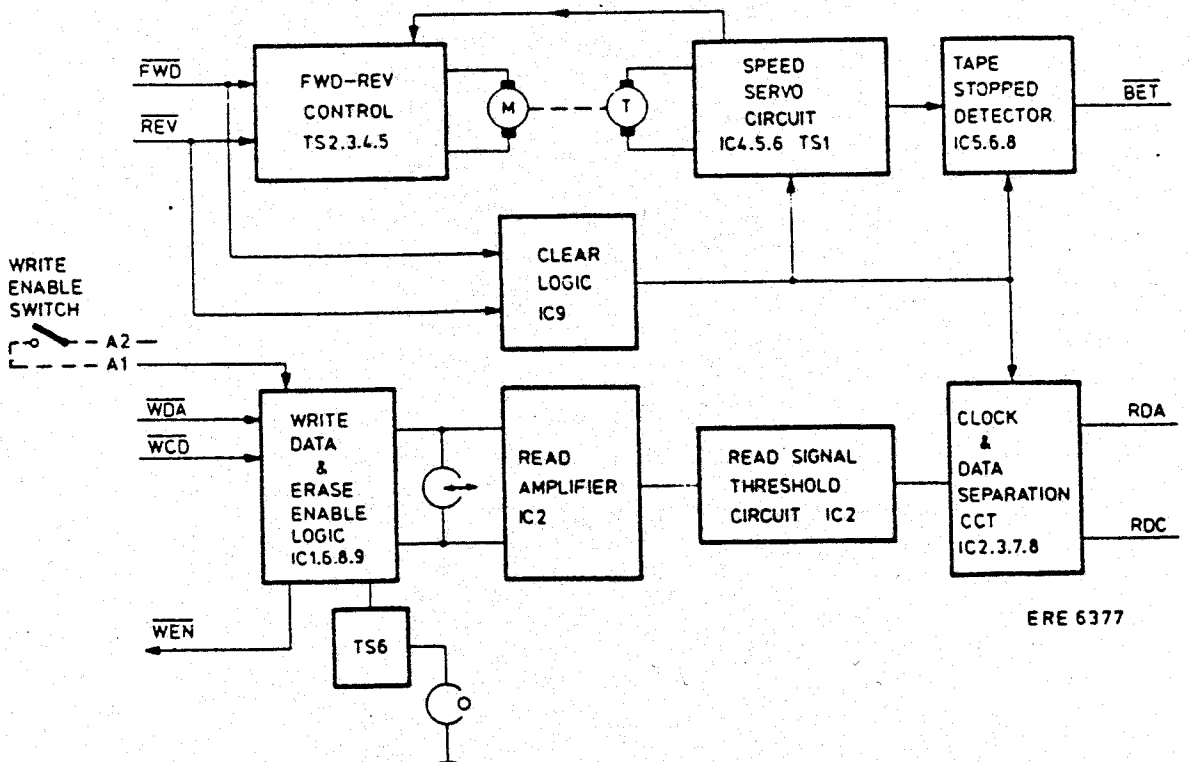 FWD
REV
FWD-REV
CONTROL
TS2.3.4.5
M
T
SPEED
SERVO
CIRCUIT
IC4.5.6 TS1
TAPE
STOPPED
DETECTOR
IC5.6.8
BET
CLEAR
LOGIC
IC9
WRITE
ENABLE
SWITCH
A2
A1
WDA
WCD
WRITE
DATA
&
ERASE
ENABLE
LOGIC
IC1.6.8.9
READ
AMPLIFIER
IC2
READ SIGNAL
THRESHOLD
CIRCUIT IC2
CLOCK
&
DATA
SEPARATION
CCT
IC2.3.7.8
RDA
RDC
WEN
TS6
ERE 6377